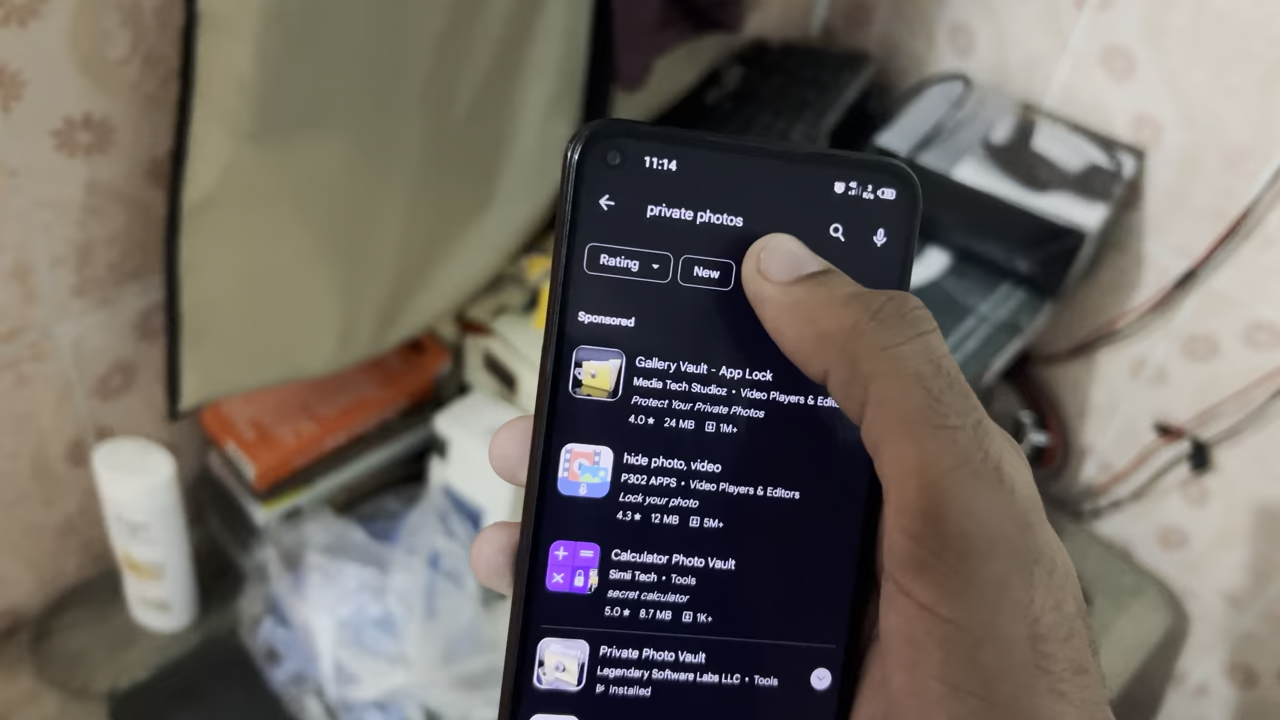 11:14
private photos
Rating
New
Sponsored
Gallery Vault - App Lock
Media Tech Studioz • Video Players & Edito
Protect Your Private Photos
4.0★ 24 MB 1M+
hide photo, video
P302 APPS • Video Players & Editors
Lock your photo
4.3★ 12 MB 5M+
Calculator Photo Vault
Simii Tech • Tools
secret calculator
5.0★ 8.7 MB 1K+
Private Photo Vault
Legendary Software Labs LLC • Tools
Installed